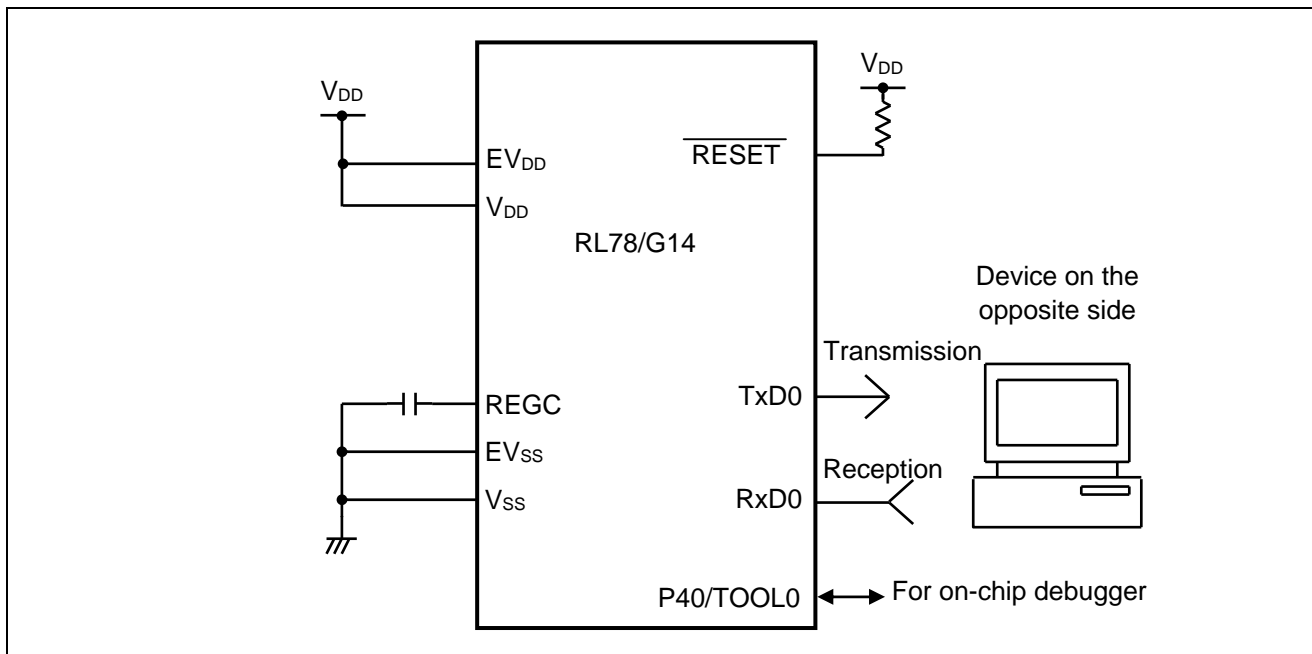 VDD
VDD
EVDD
RESET
VDD
RL78/G14
Device on the
opposite side
Transmission
REGC
TxD0
EVSS
Reception
VSS
RxD0
P40/TOOL0
For on-chip debugger